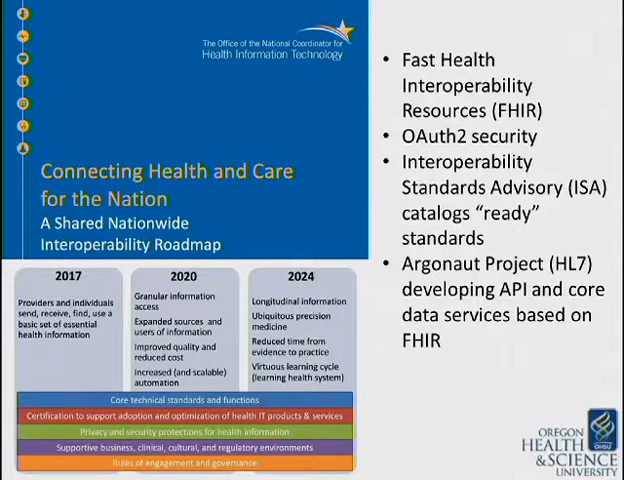 The Office of the National Coordinator for
Health Information Technology
Connecting Health and Care
for the Nation
A Shared Nationwide
Interoperability Roadmap
2017
Providers and individuals
send, receive, find, use a
basic set of essential
health information
2020
Granular information
access
Expanded sources and
users of information
Improved quality and
reduced cost
Increased (and scalable)
automation
2024
Longitudinal information
Ubiquitous precision
medicine
Reduced time from
evidence to practice
Virtuous learning cycle
(learning health system)
Core technical standards and functions
Certification to support adoption and optimization of health IT products & services
Privacy and security protections for health information
Supportive business, clinical, cultural, and regulatory environments
Rules of engagement and governance
• Fast Health
Interoperability
Resources (FHIR)
• OAuth2 security
• Interoperability
Standards Advisory (ISA)
catalogs “ready”
standards
• Argonaut Project (HL7)
developing API and core
data services based on
FHIR
OREGON
HEALTH
& SCIENCE
UNIVERSITY
OHSU